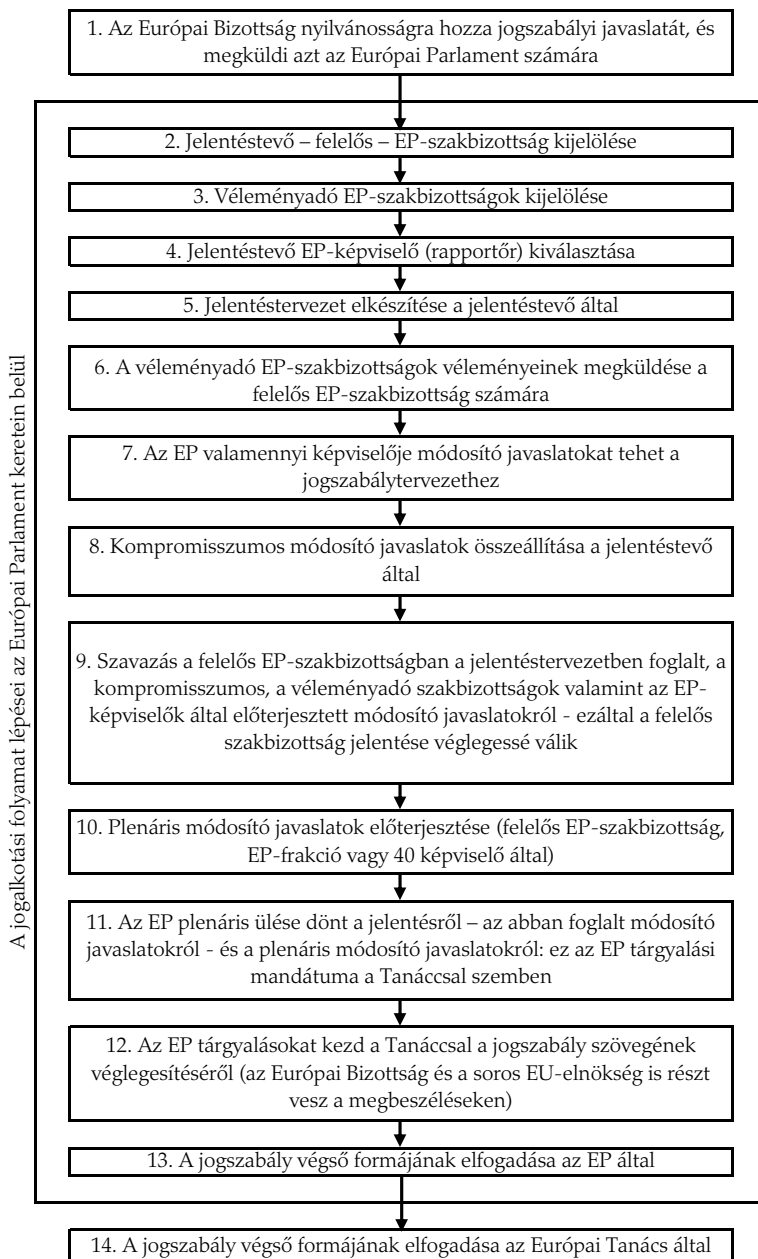 1. Az Európai Bizottság nyilvánosságra hozza jogszabályi javaslatát, és
megküldi azt az Európai Parlament számára
A jogalkotási folyamat lépései az Európai Parlament keretein belül
2. Jelentéstevő – felelős – EP-szakbizottság kijelölése
3. Véleményadó EP-szakbizottságok kijelölése
4. Jelentéstevő EP-képviselő (rapportőr) kiválasztása
5. Jelentéstervezet elkészítése a jelentéstevő által
6. A véleményadó EP-szakbizottságok véleményeinek megküldése a
felelős EP-szakbizottság számára
7. Az EP valamennyi képviselője módosító javaslatokat tehet a
jogszabálytervezethez
8. Kompromisszumos módosító javaslatok összeállítása a jelentéstevő
által
9. Szavazás a felelős EP-szakbizottságban a jelentéstervezetben foglalt, a
kompromisszumos, a véleményadó szakbizottságok valamint az EP-
képviselők által előterjesztett módosító javaslatokról - ezáltal a felelős
szakbizottság jelentése véglegessé válik
10. Plenáris módosító javaslatok előterjesztése (felelős EP-szakbizottság,
EP-frakció vagy 40 képviselő által)
11. Az EP plenáris ülése dönt a jelentésről – az abban foglalt módosító
javaslatokról - és a plenáris módosító javaslatokról: ez az EP tárgyalási
mandátuma a Tanáccsal szemben
12. Az EP tárgyalásokat kezd a Tanáccsal a jogszabály szövegének
véglegesítéséről (az Európai Bizottság és a soros EU-elnökség is részt
vesz a megbeszéléseken)
13. A jogszabály végső formájának elfogadása az EP által
14. A jogszabály végső formájának elfogadása az Európai Tanács által